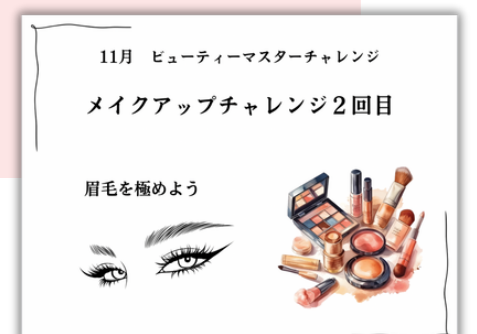 11月　ビューティーマスターチャレンジ
メイクアップチャレンジ２回目
眉毛を極めよう